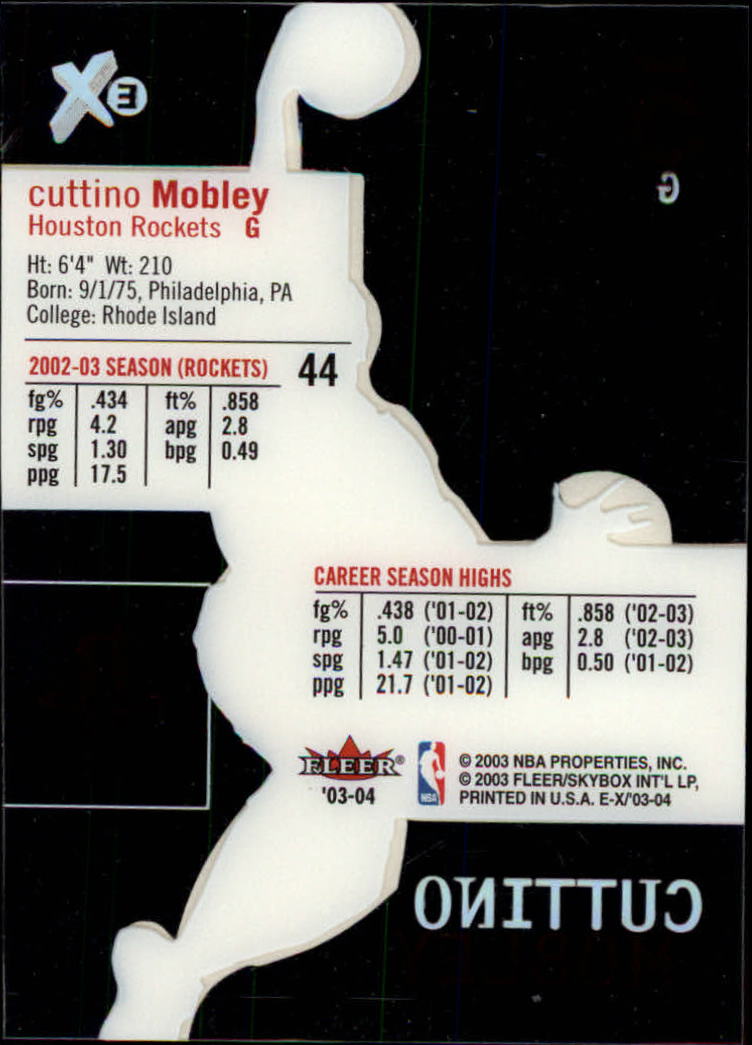 X E
G
cuttino Mobley
Houston Rockets G
Ht: 6'4" Wt: 210
Born: 9/1/75, Philadelphia, PA
College: Rhode Island
2002-03 SEASON (ROCKETS) 44
fg% .434 ft% .858
rpg 4.2 apg 2.8
spg 1.30 bpg 0.49
ppg 17.5
CAREER SEASON HIGHS
fg% .438 ('01-02) ft% .858 ('02-03)
rpg 5.0 ('00-01) apg 2.8 ('02-03)
spg 1.47 ('01-02) bpg 0.50 ('01-02)
ppg 21.7 ('01-02)
FLEER®
'03-04
NBA
© 2003 NBA PROPERTIES, INC.
© 2003 FLEER/SKYBOX INT'L LP,
PRINTED IN U.S.A. E-X/'03-04
CUTTINO